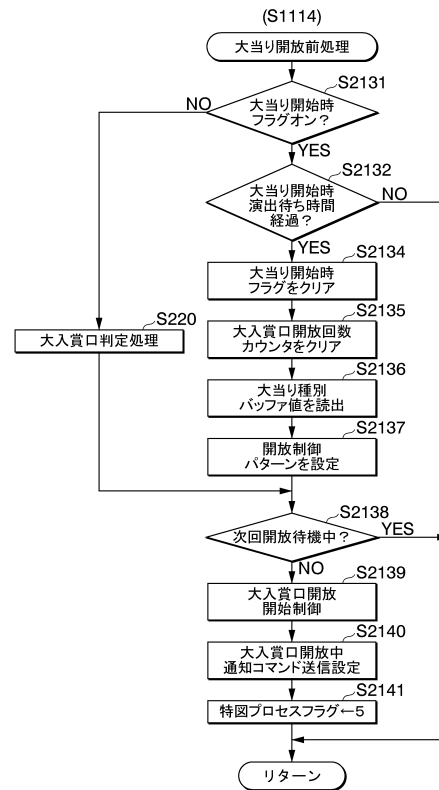 (S1114)
大当り開放前処理
S2131
大当り開始時
フラグオン？
NO
YES
S2132
大当り開始時
演出待ち時間
経過？
NO
YES
S2134
大当り開始時
フラグをクリア
S220
大入賞口判定処理
S2135
大入賞口開放回数
カウンタをクリア
S2136
大当り種別
バッファ値を読出
S2137
開放制御
パターンを設定
S2138
次回開放待機中？
YES
NO
S2139
大入賞口開放
開始制御
S2140
大入賞口開放中
通知コマンド送信設定
S2141
特図プロセスフラグ←5
リターン